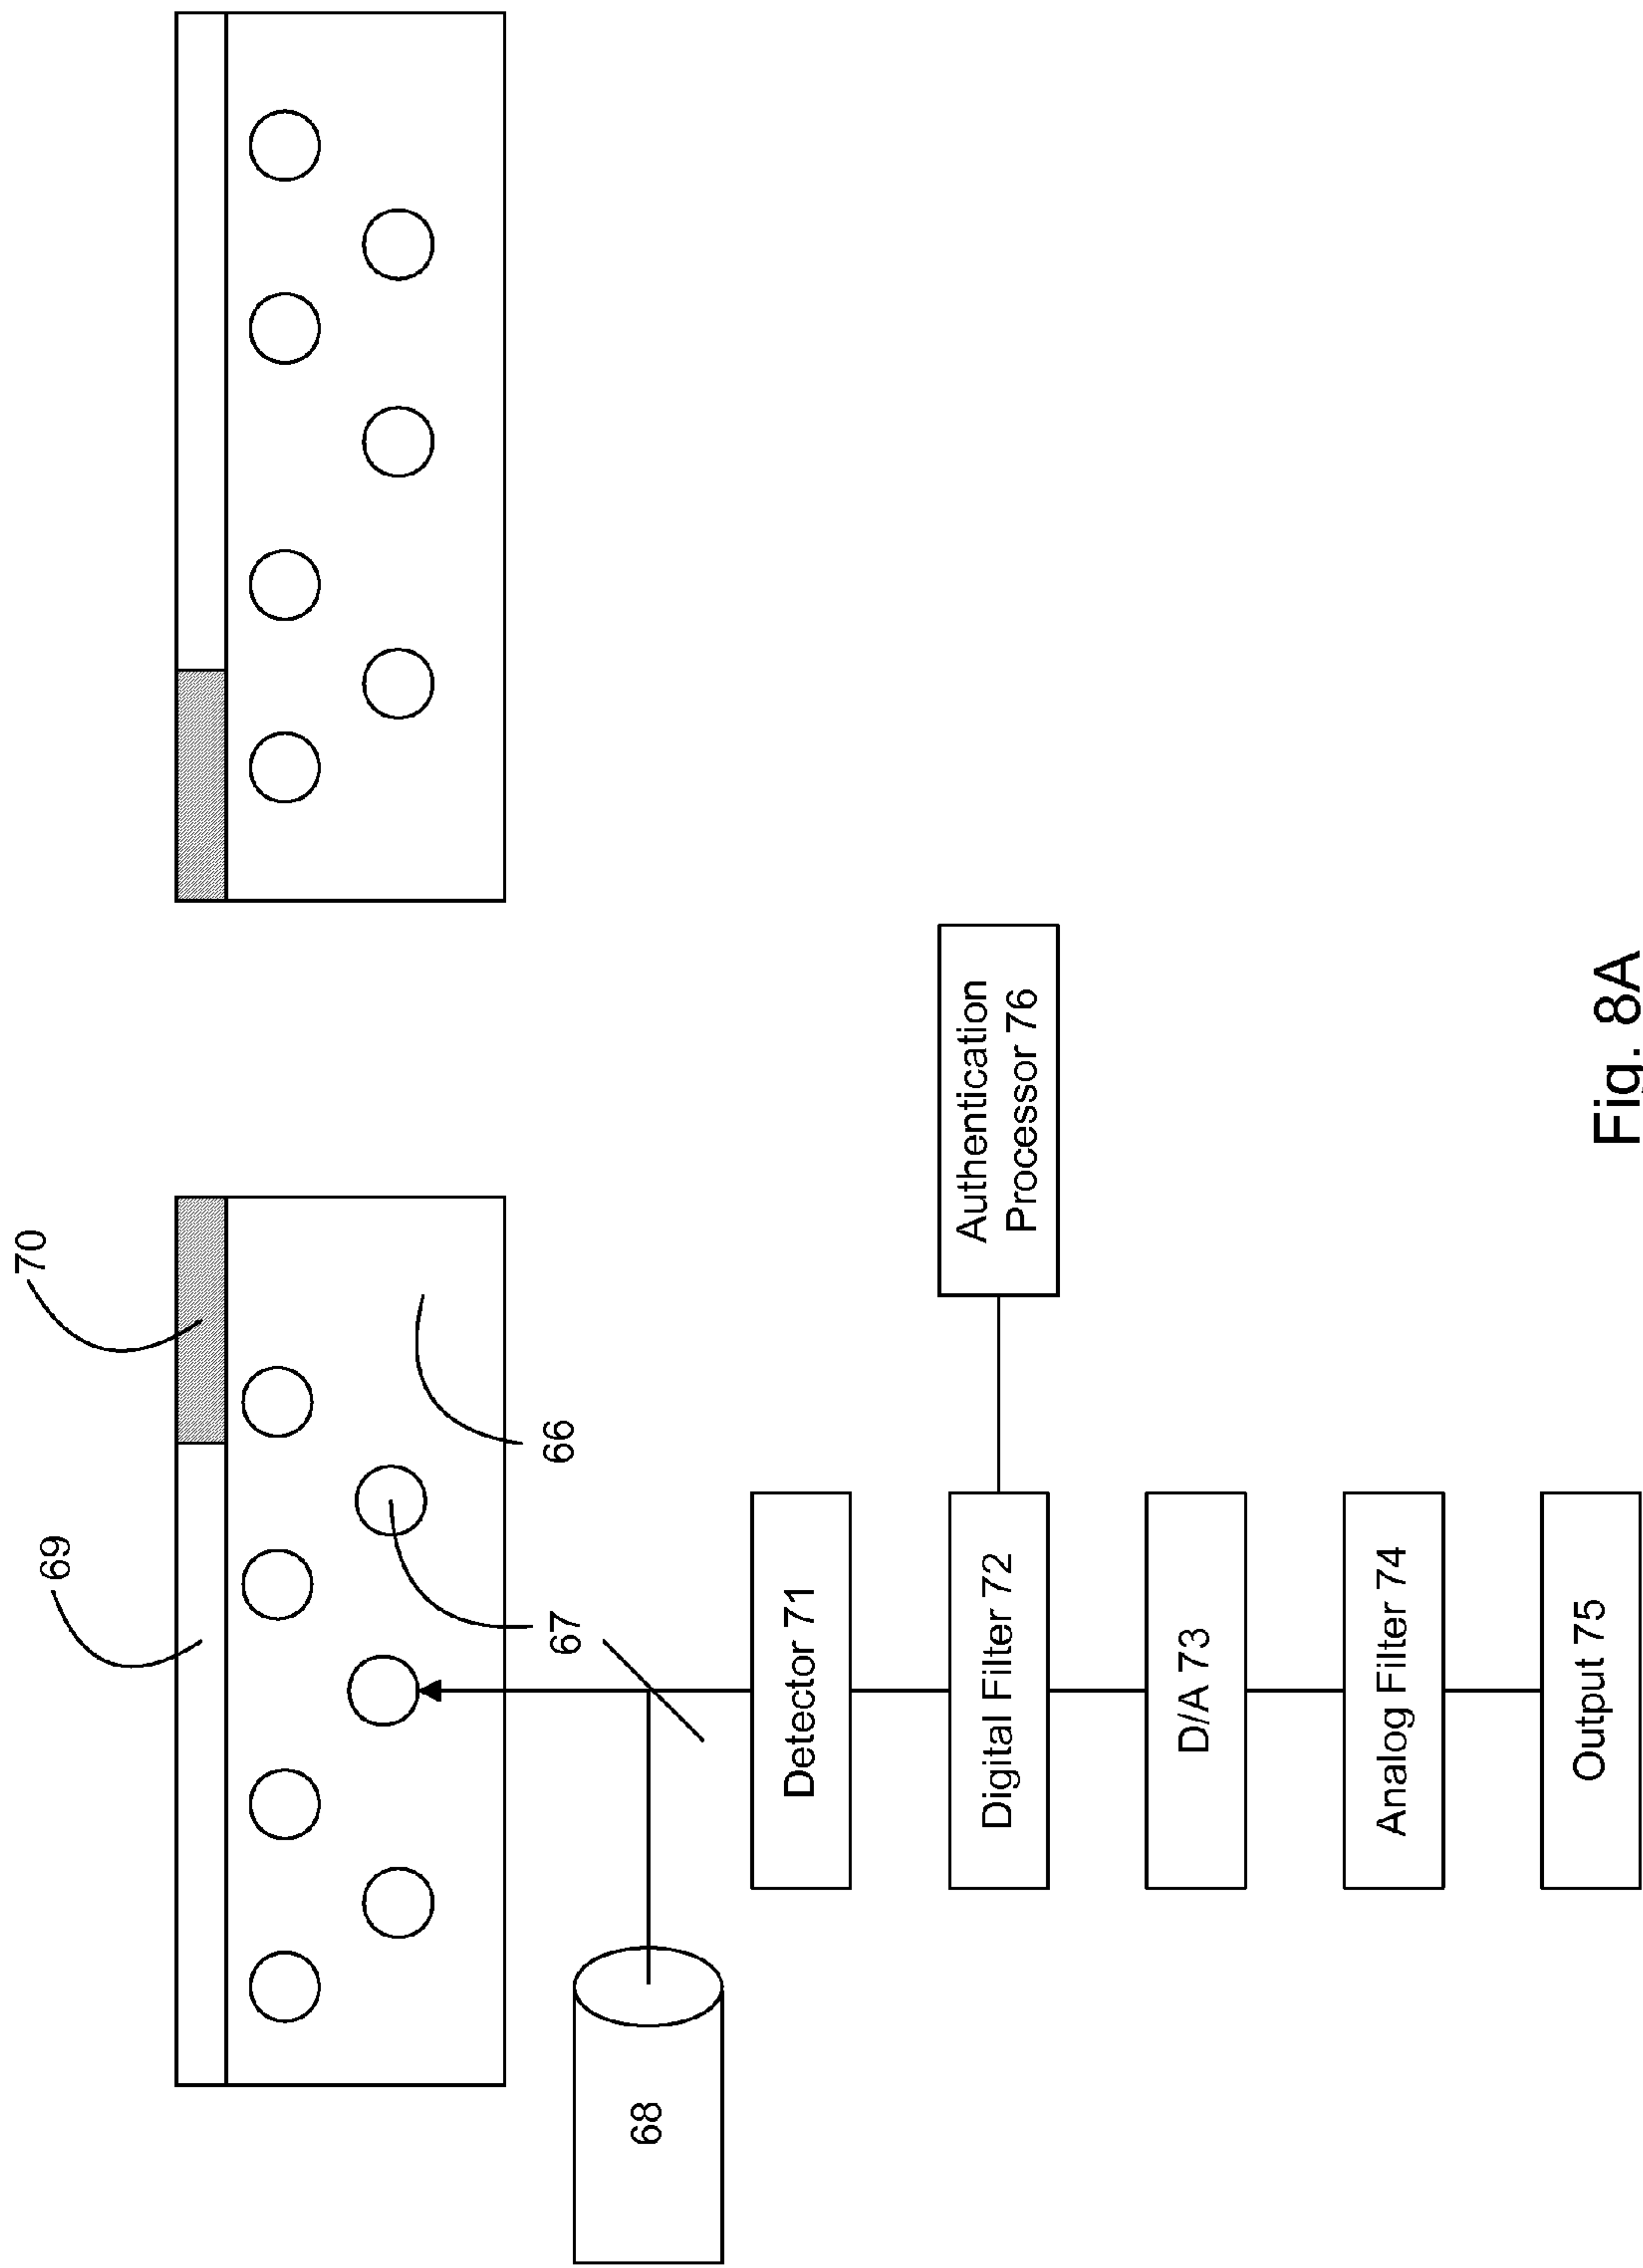 70
69
66
67
68
Detector 71
Digital Filter 72
Authentication
Processor 76
D/A 73
Analog Filter 74
Output 75
Fig. 8A